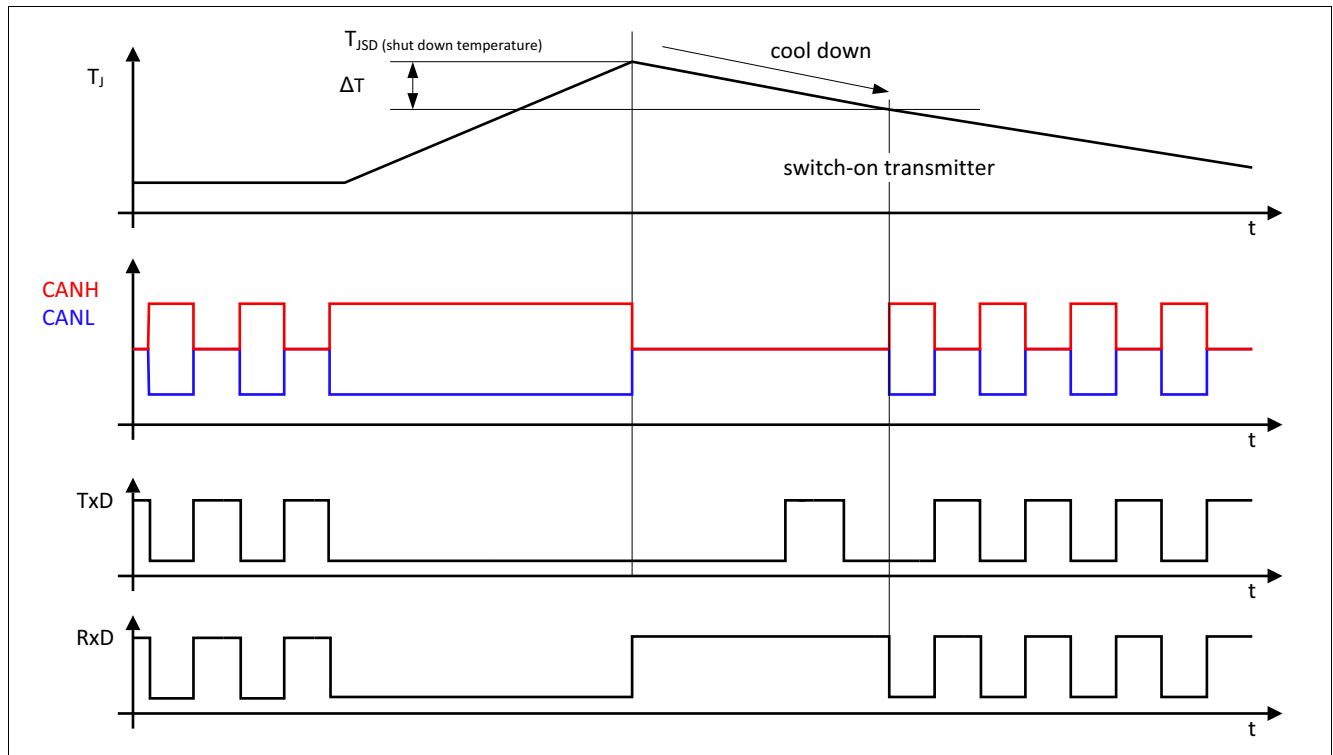 TJSD (shut down temperature)
cool down
TJ
ΔT
switch-on transmitter
t
CANH
CANL
t
TxD
t
RxD
t